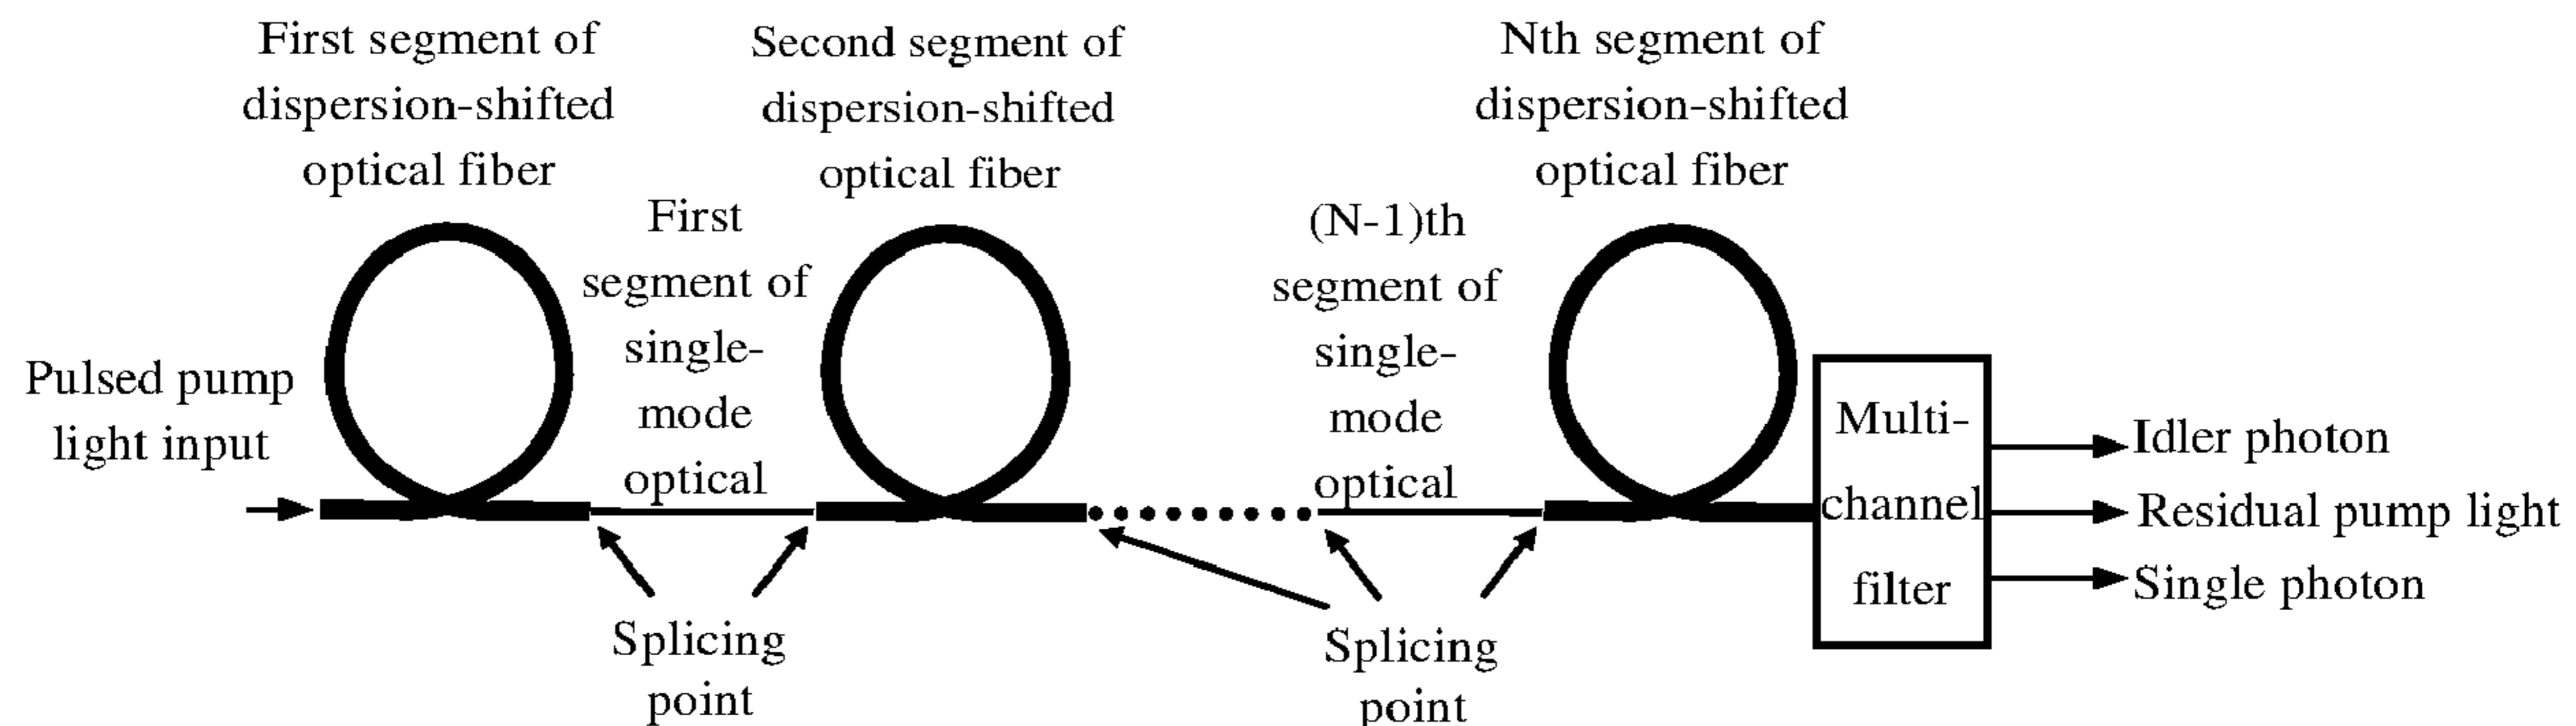 First segment of
dispersion-shifted
optical fiber
Second segment of
dispersion-shifted
optical fiber
Nth segment of
dispersion-shifted
optical fiber
First
segment of
single-
mode
optical
(N-1)th
segment of
single-
mode
optical
Pulsed pump
light input
Multi-
channel
filter
Idler photon
Residual pump light
Single photon
Splicing
point
Splicing
point